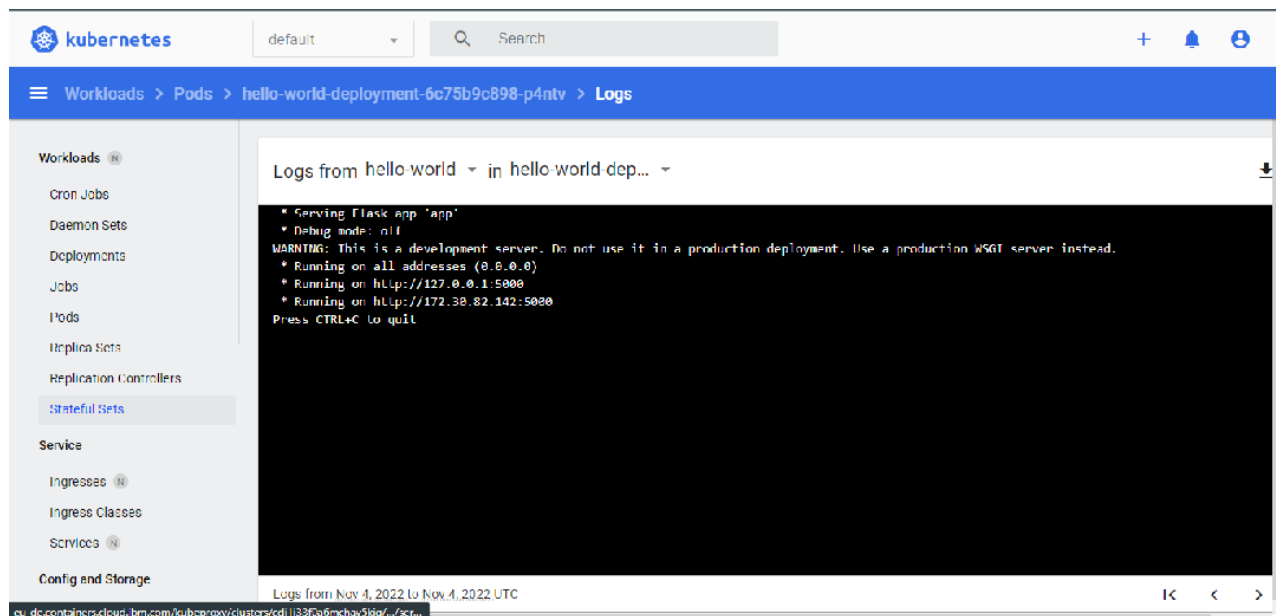 kubernetes
default
Search
Workloads > Pods > hello-world-deployment-6c75b9c898-p4ntv > Logs
Workloads N
Cron Jobs
Daemon Sets
Deployments
Jobs
Pods
Replica Sets
Replication Controllers
Stateful Sets
Service
Ingresses N
Ingress Classes
Services N
Config and Storage
Logs from hello-world in hello-world-dep...
* Serving Flask app 'app'
* Debug mode: off
WARNING: This is a development server. Do not use it in a production deployment. Use a production WSGI server instead.
* Running on all addresses (0.0.0.0)
* Running on http://127.0.0.1:5000
* Running on http://172.30.82.142:5000
Press CTRL+C to quit
Logs from Nov 4, 2022 to Nov 4, 2022 UTC